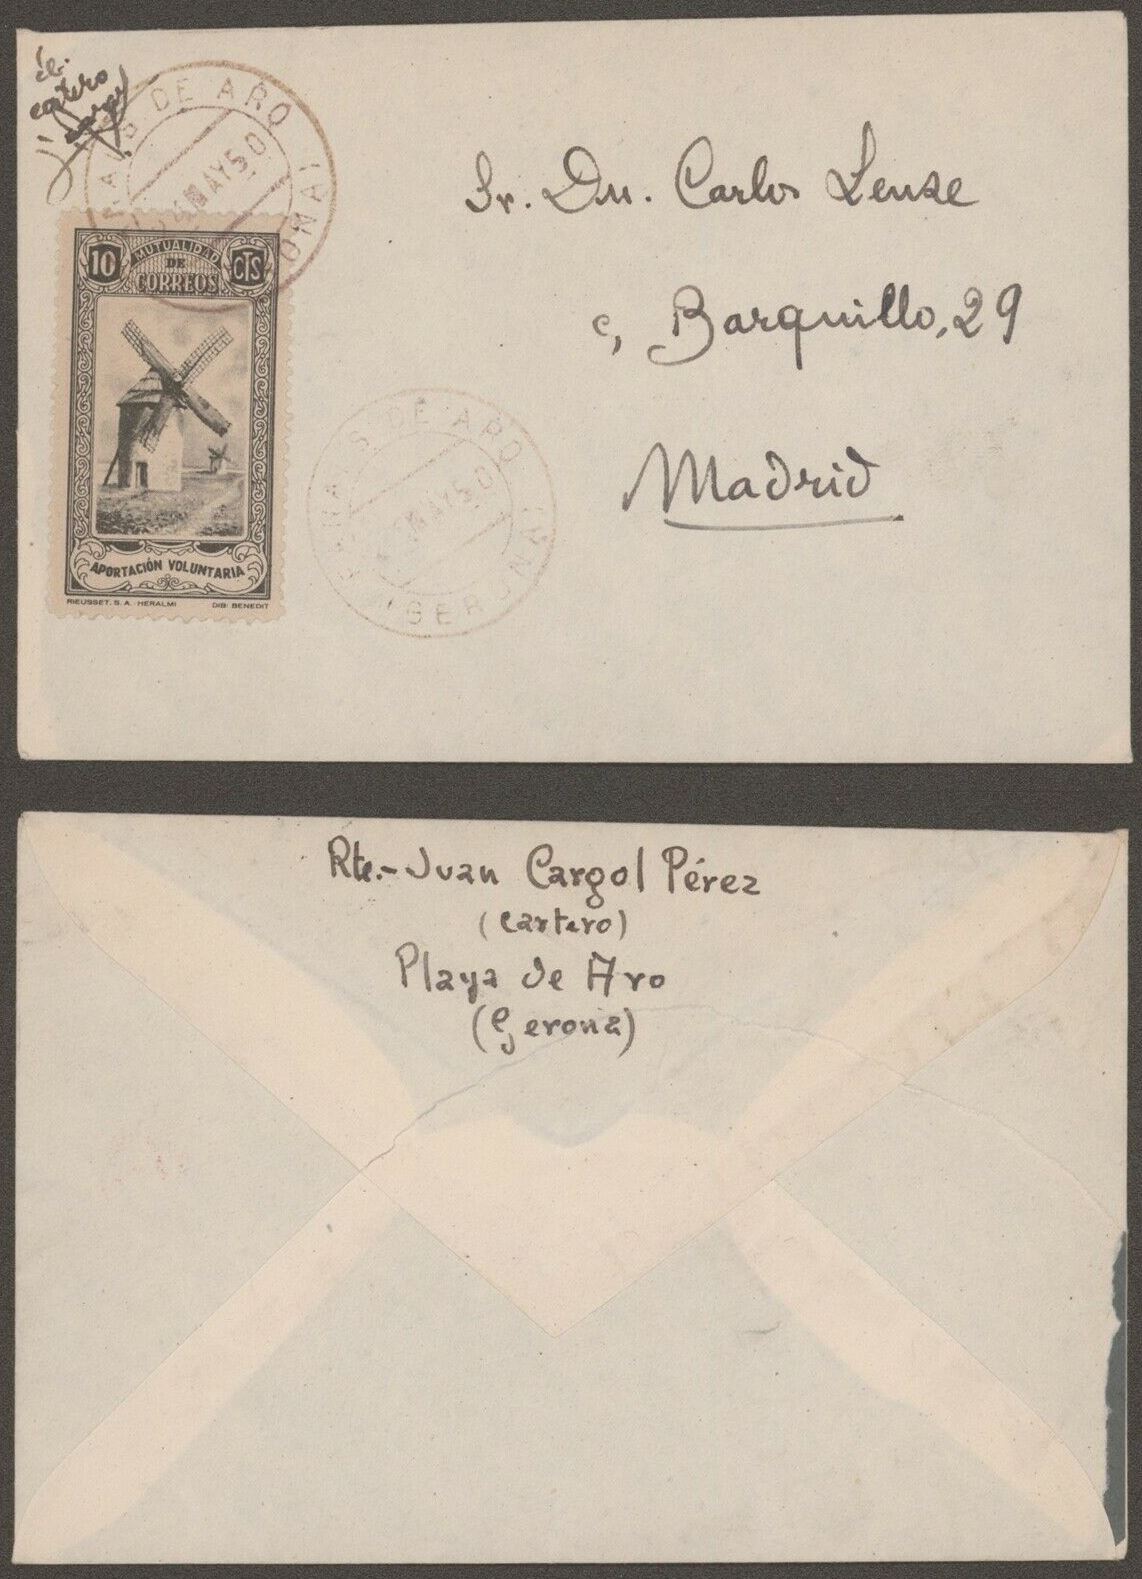 El
cartero
DE ARO
MAY 50
10 CTS
MUTUALIDAD
DE
CORREOS
APORTACIÓN VOLUNTARIA
RIEUSSET, S. A. HERALMI DIB: BENEDIT
S DE ARO
MAY 50
Sr. Dn. Carlos Lense
c, Barquillo, 29
Madrid
Rte.- Juan Cargol Pérez
(cartero)
Playa de Aro
(Gerona)